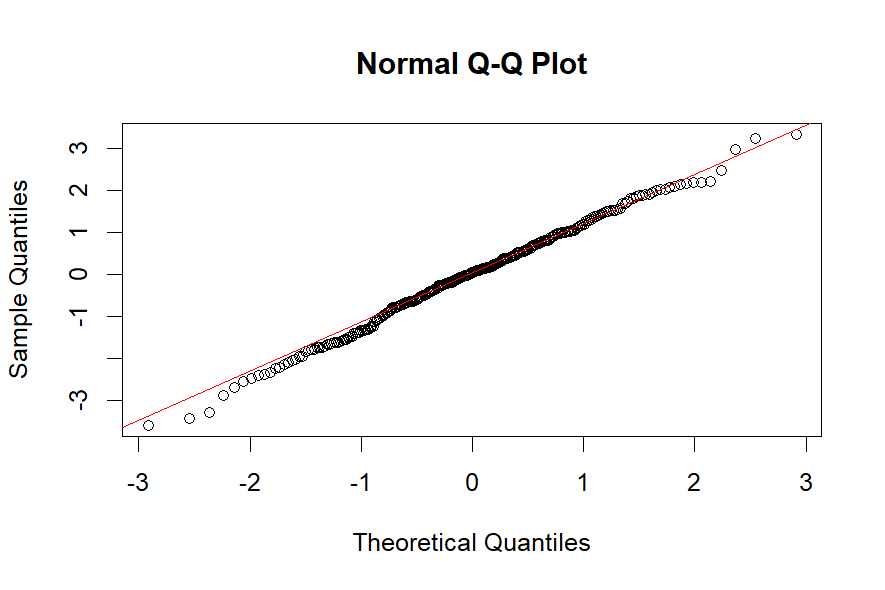 Normal Q-Q Plot
Sample Quantiles
3
2
1
0
-1
-3
-3 -2 -1 0 1 2 3
Theoretical Quantiles